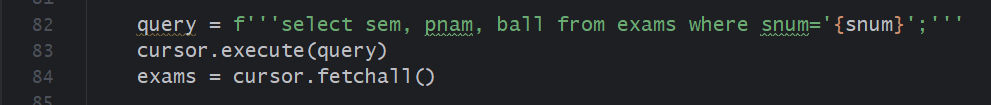 82 query = f'''select sem, pnam, ball from exams where snum='{snum}';'''
83 cursor.execute(query)
84 exams = cursor.fetchall()
85